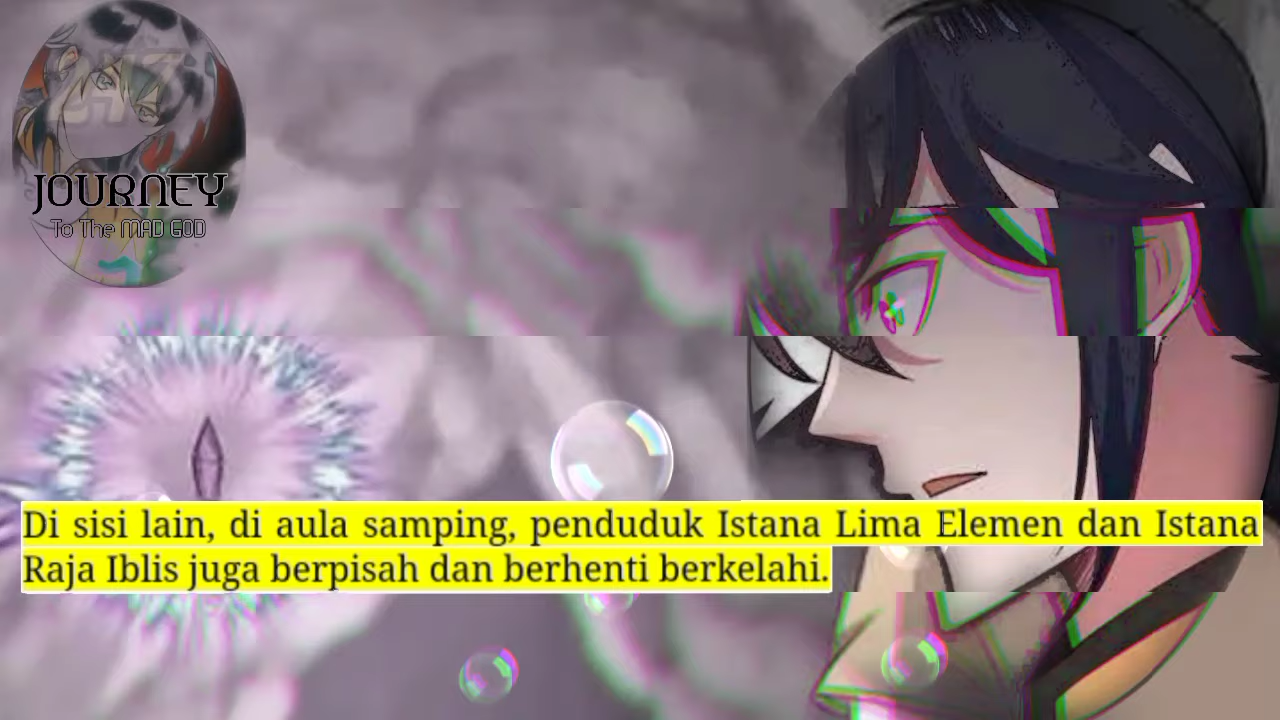 JOURNEY
To The MAD GOD
Di sisi lain, di aula samping, penduduk Istana Lima Elemen dan Istana
Raja Iblis juga berpisah dan berhenti berkelahi.